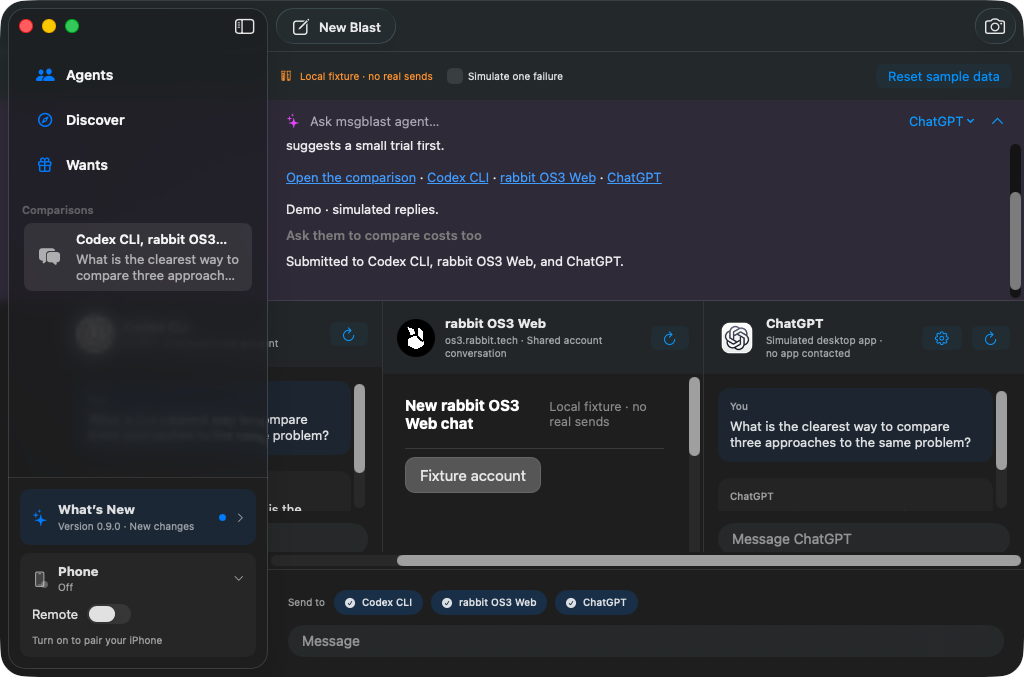 New Blast
Agents
Discover
Wants
Comparisons
Codex CLI, rabbit OS3...
What is the clearest way to
compare three approach...
What's New
Version 0.9.0 · New changes
Phone
Off
Remote
Turn on to pair your iPhone
Local fixture · no real sends
Simulate one failure
Reset sample data
Ask msgblast agent...
ChatGPT
suggests a small trial first.
Open the comparison · Codex CLI · rabbit OS3 Web · ChatGPT
Demo · simulated replies.
Ask them to compare costs too
Submitted to Codex CLI, rabbit OS3 Web, and ChatGPT.
problem?
is the
rabbit OS3 Web
os3.rabbit.tech · Shared account
conversation
New rabbit OS3
Web chat
Local fixture · no
real sends
Fixture account
ChatGPT
Simulated desktop app ·
no app contacted
You
What is the clearest way to compare
three approaches to the same problem?
ChatGPT
Message ChatGPT
Send to
Codex CLI
rabbit OS3 Web
ChatGPT
Message